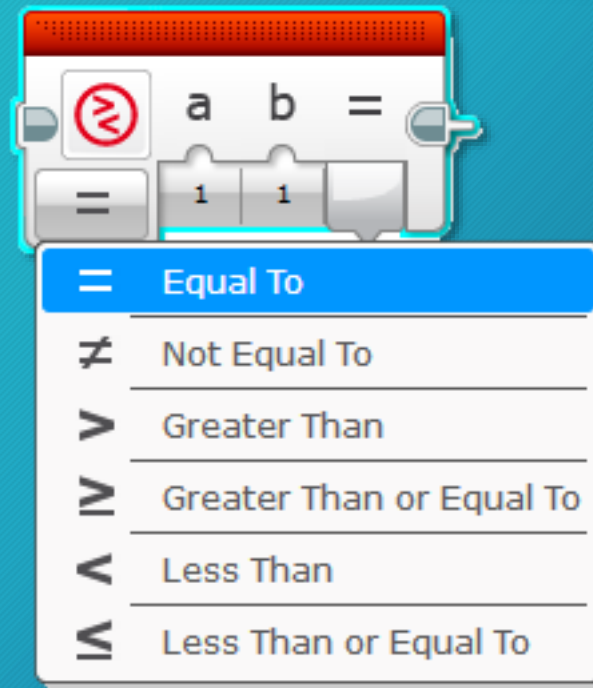 a b =
= 1 1
= Equal To
≠ Not Equal To
> Greater Than
≥ Greater Than or Equal To
< Less Than
≤ Less Than or Equal To